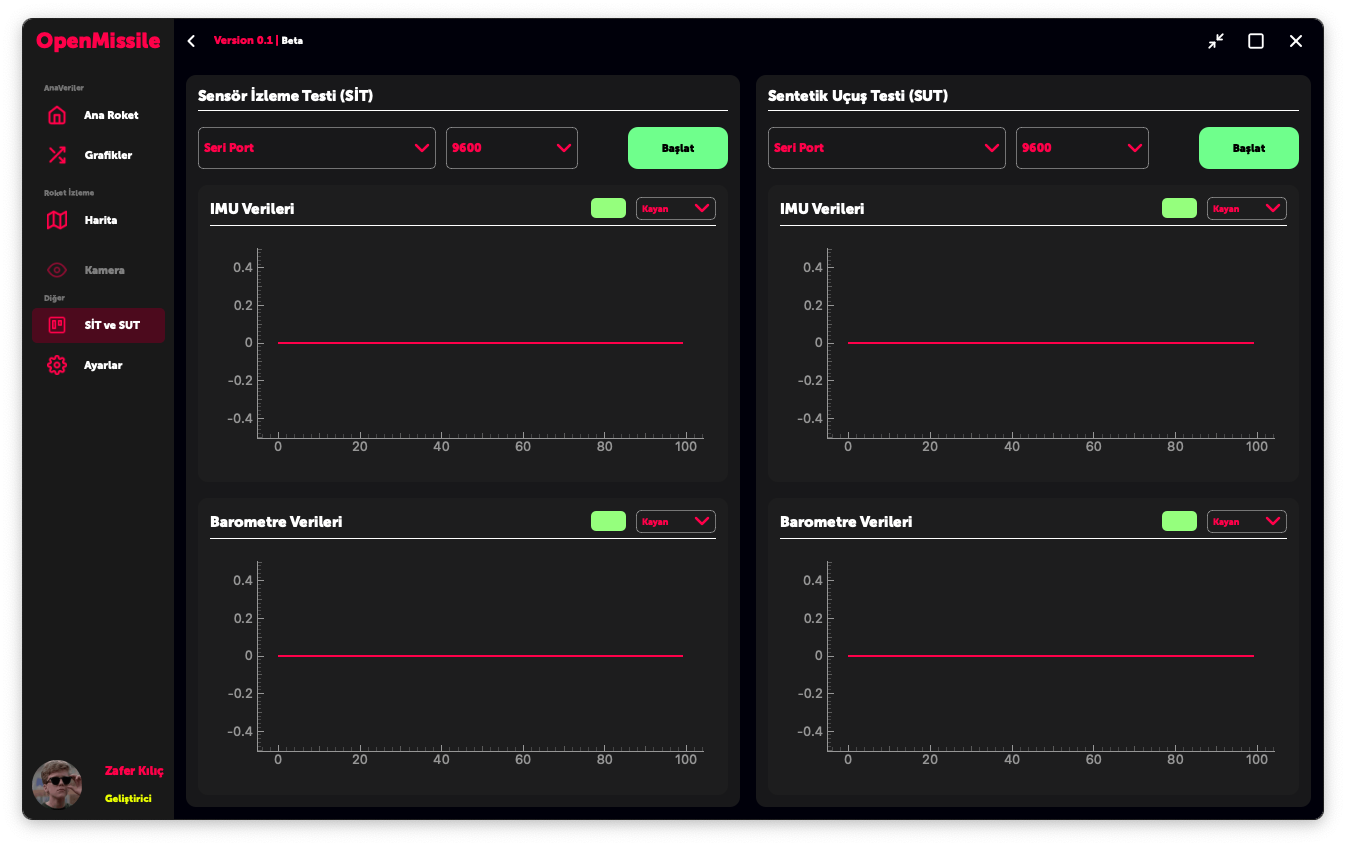 OpenMissile
Version 0.1 | Beta
AnaVeriler
Ana Roket
Grafikler
Roket İzleme
Harita
Kamera
Diğer
SİT ve SUT
Ayarlar
Zafer Kılıç
Geliştirici
Sensör İzleme Testi (SİT)
Seri Port
9600
Başlat
IMU Verileri
Kayan
0.4
0.2
0
-0.2
-0.4
0 20 40 60 80 100
Barometre Verileri
Kayan
0.4
0.2
0
-0.2
-0.4
0 20 40 60 80 100
Sentetik Uçuş Testi (SUT)
Seri Port
9600
Başlat
IMU Verileri
Kayan
0.4
0.2
0
-0.2
-0.4
0 20 40 60 80 100
Barometre Verileri
Kayan
0.4
0.2
0
-0.2
-0.4
0 20 40 60 80 100